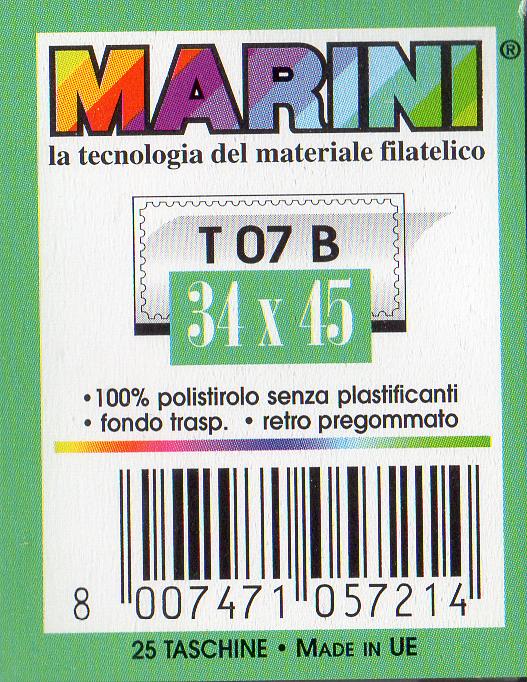 MARINI®
la tecnologia del materiale filatelico
T 07 B
34 x 45
•100% polistirolo senza plastificanti
• fondo trasp. • retro pregommato
8 007471 057214
25 TASCHINE • MADE IN UE